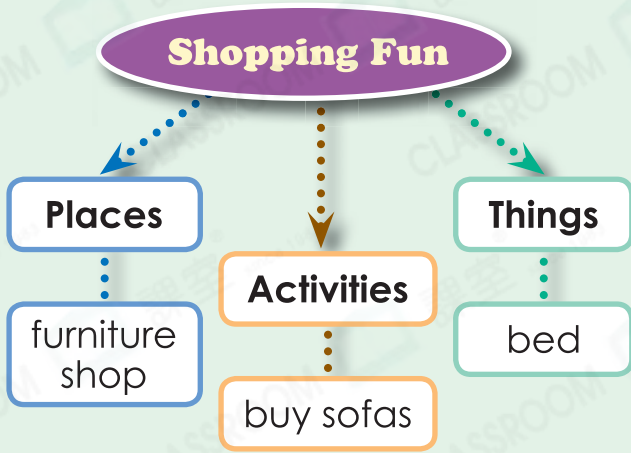 Shopping Fun
Places
furniture
shop
Activities
buy sofas
Things
bed